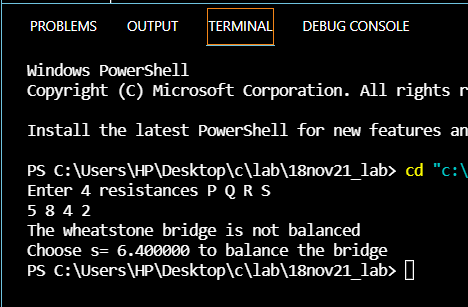 PROBLEMS OUTPUT TERMINAL DEBUG CONSOLE
Windows PowerShell
Copyright (C) Microsoft Corporation. All rights r
Install the latest PowerShell for new features an
PS C:\Users\HP\Desktop\c\lab\18nov21_lab> cd "c:\
Enter 4 resistances P Q R S
5 8 4 2
The wheatstone bridge is not balanced
Choose s= 6.400000 to balance the bridge
PS C:\Users\HP\Desktop\c\lab\18nov21_lab>